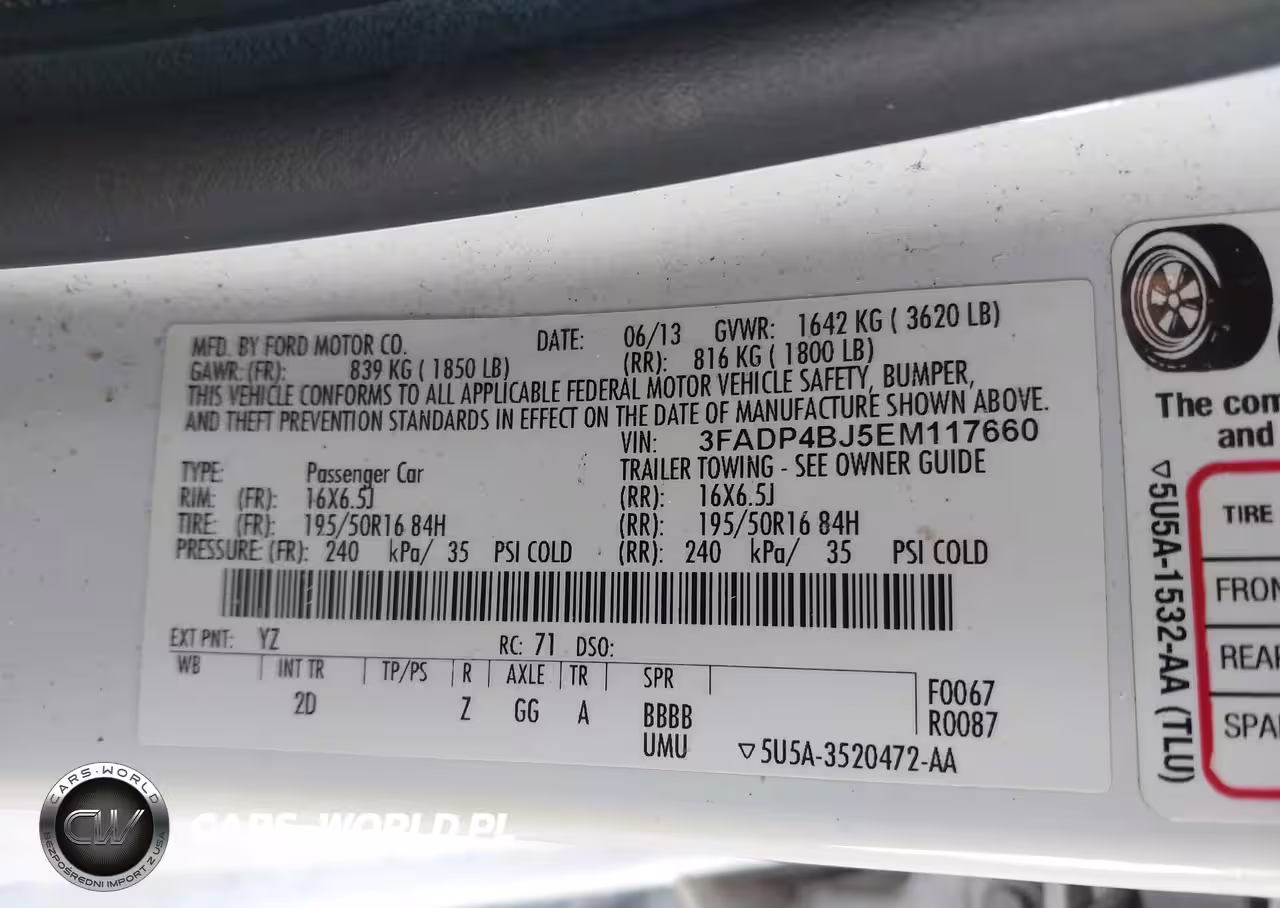 MFD. BY FORD MOTOR CO. DATE: 06/13 GVWR: 1642 KG ( 3620 LB)
GAWR: (FR): 839 KG ( 1850 LB) (RR): 816 KG ( 1800 LB)
THIS VEHICLE CONFORMS TO ALL APPLICABLE FEDERAL MOTOR VEHICLE SAFETY, BUMPER,
AND THEFT PREVENTION STANDARDS IN EFFECT ON THE DATE OF MANUFACTURE SHOWN ABOVE.
VIN: 3FADP4BJ5EM117660
TYPE: Passenger Car TRAILER TOWING - SEE OWNER GUIDE
RIM: (FR): 16X6.5J (RR): 16X6.5J
TIRE: (FR): 195/50R16 84H (RR): 195/50R16 84H
PRESSURE: (FR): 240 kPa/ 35 PSI COLD (RR): 240 kPa/ 35 PSI COLD
EXT PNT: YZ RC: 71 DSO:
WB INT TR TP/PS R AXLE TR SPR
2D Z GG A BBBB
UMU
F0067
R0087
▽5U5A-3520472-AA
The com
and
▽5U5A-1532-AA (TLU)
TIRE
FRON
REAR
SPA
CARS-WORLD
CW
BEZPOŚREDNI IMPORT Z USA
CARS-WORLD.PL